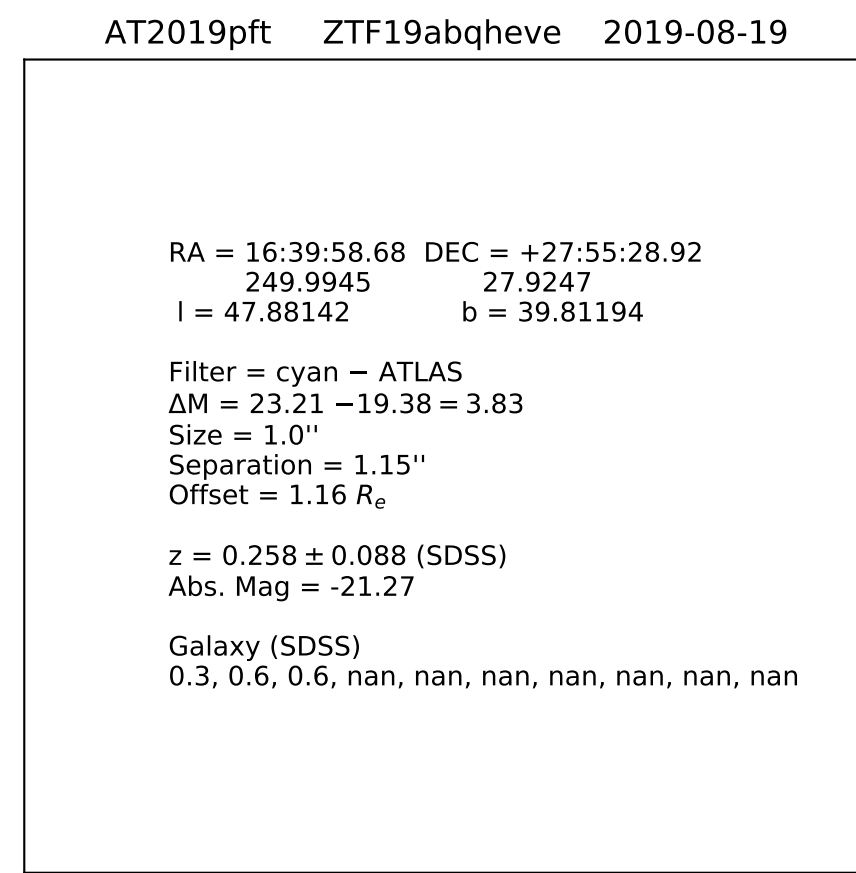 AT2019pft ZTF19abqheve 2019-08-19
RA = 16:39:58.68 DEC = +27:55:28.92
249.9945 27.9247
l = 47.88142 b = 39.81194
Filter = cyan − ATLAS
ΔM = 23.21 −19.38 = 3.83
Size = 1.0''
Separation = 1.15''
Offset = 1.16 Rₑ
z = 0.258 ± 0.088 (SDSS)
Abs. Mag = -21.27
Galaxy (SDSS)
0.3, 0.6, 0.6, nan, nan, nan, nan, nan, nan, nan